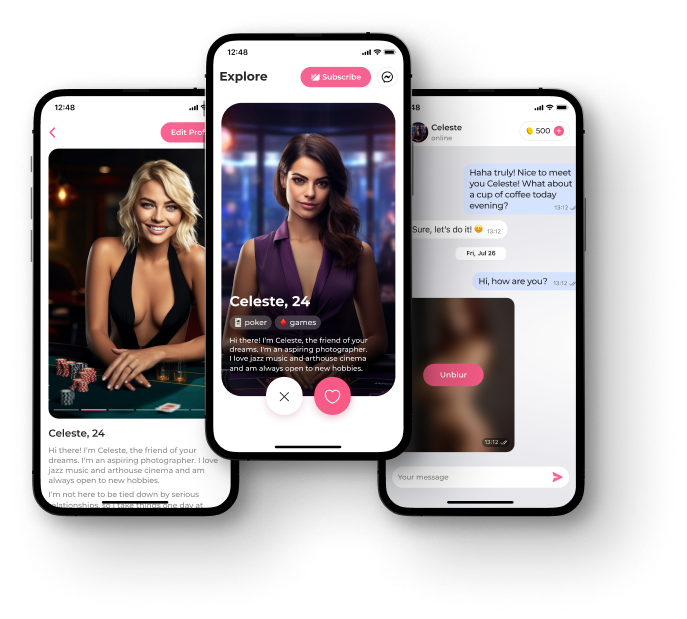 12:48
Edit Prof
Celeste, 24
Hi there! I'm Celeste, the friend of your
dreams. I'm an aspiring photographer. I love
jazz music and arthouse cinema and am
always open to new hobbies.
I'm not here to be tied down by serious
relationships, so I take things one day at
12:48
Explore
Subscribe
Celeste, 24
poker
games
Hi there! I'm Celeste, the friend of your
dreams. I'm an aspiring photographer.
I love jazz music and arthouse cinema
and am always open to new hobbies.
:48
Celeste
online
500
Haha truly! Nice to meet
you Celeste! What about
a cup of coffee today
evening?
13:12
Sure, let's do it! 😊 13:12
Fri, Jul 26
Hi, how are you? 13:12
Unblur
13:12
Your message